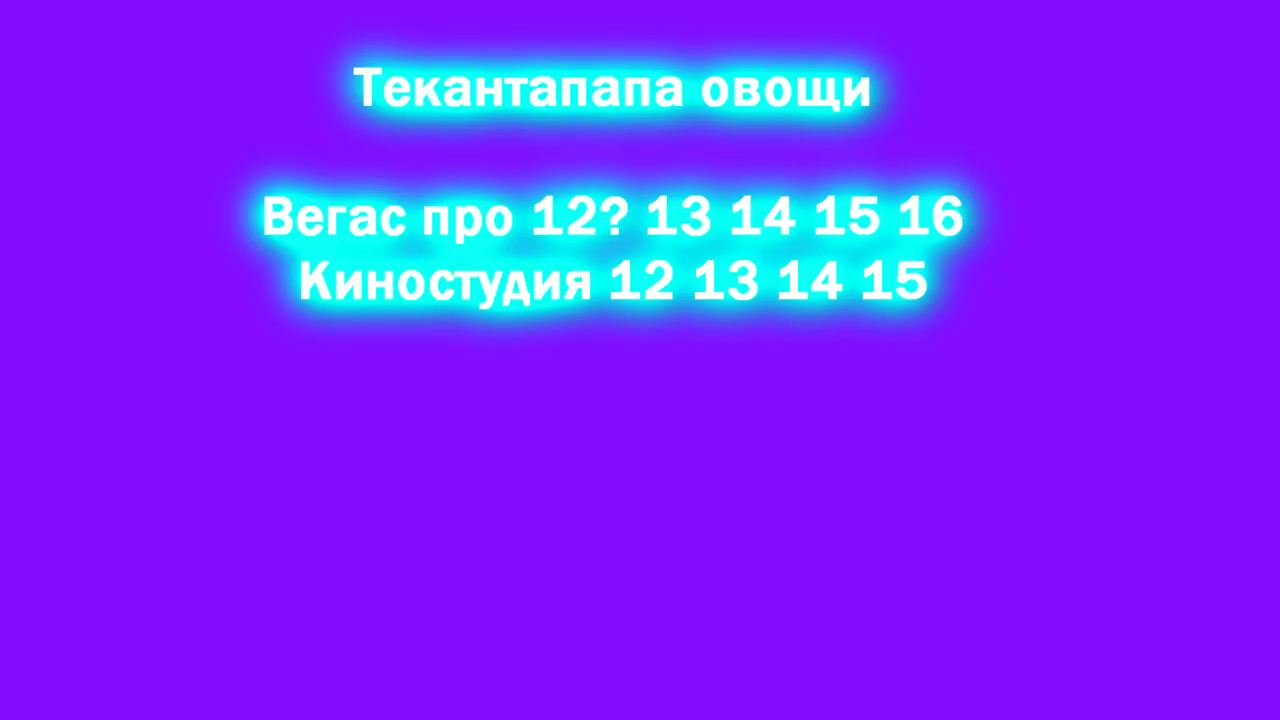 Текантапапа овощи
Вегас про 12? 13 14 15 16
Киностудия 12 13 14 15